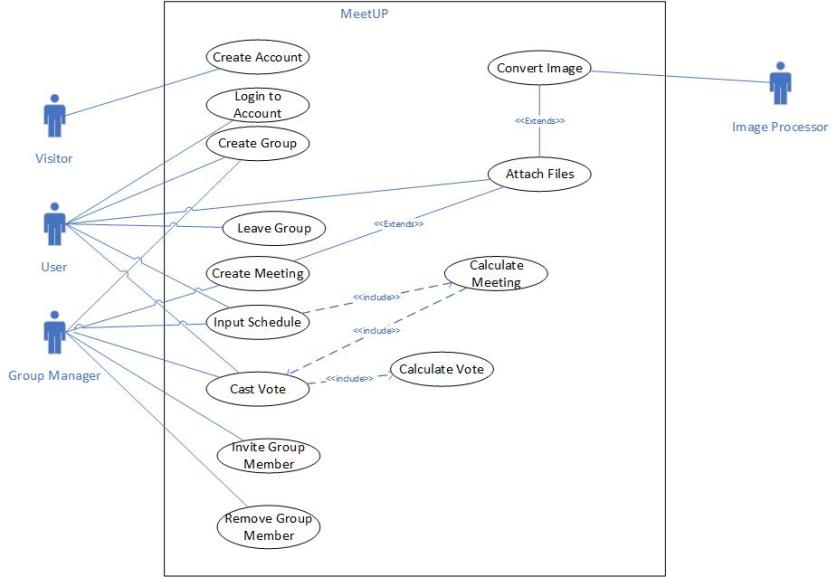 MeetUP
Create Account
Convert Image
Login to
Account
<<Extends>>
Image Processor
Create Group
Visitor
Attach Files
Leave Group
<<Extends>>
User
Create Meeting
Calculate
Meeting
<<include>>
Input Schedule
<<include>>
Group Manager
Calculate Vote
<<include>>
Cast Vote
Invite Group
Member
Remove Group
Member